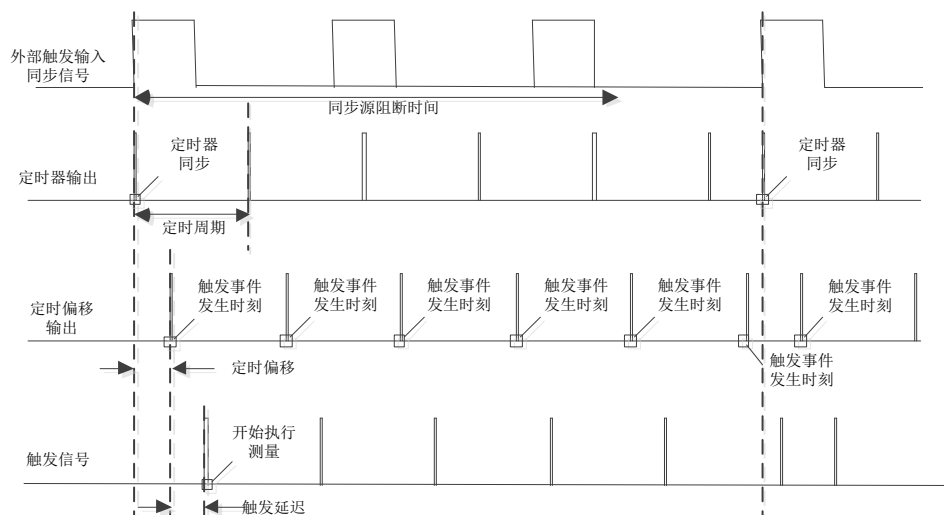 外部触发输入
同步信号
同步源阻断时间
定时器
同步
定时器
同步
定时器输出
定时周期
触发事件
发生时刻
触发事件
发生时刻
触发事件
发生时刻
触发事件
发生时刻
触发事件
发生时刻
触发事件
发生时刻
定时偏移
输出
定时偏移
触发事件
发生时刻
开始执行
测量
触发信号
触发延迟